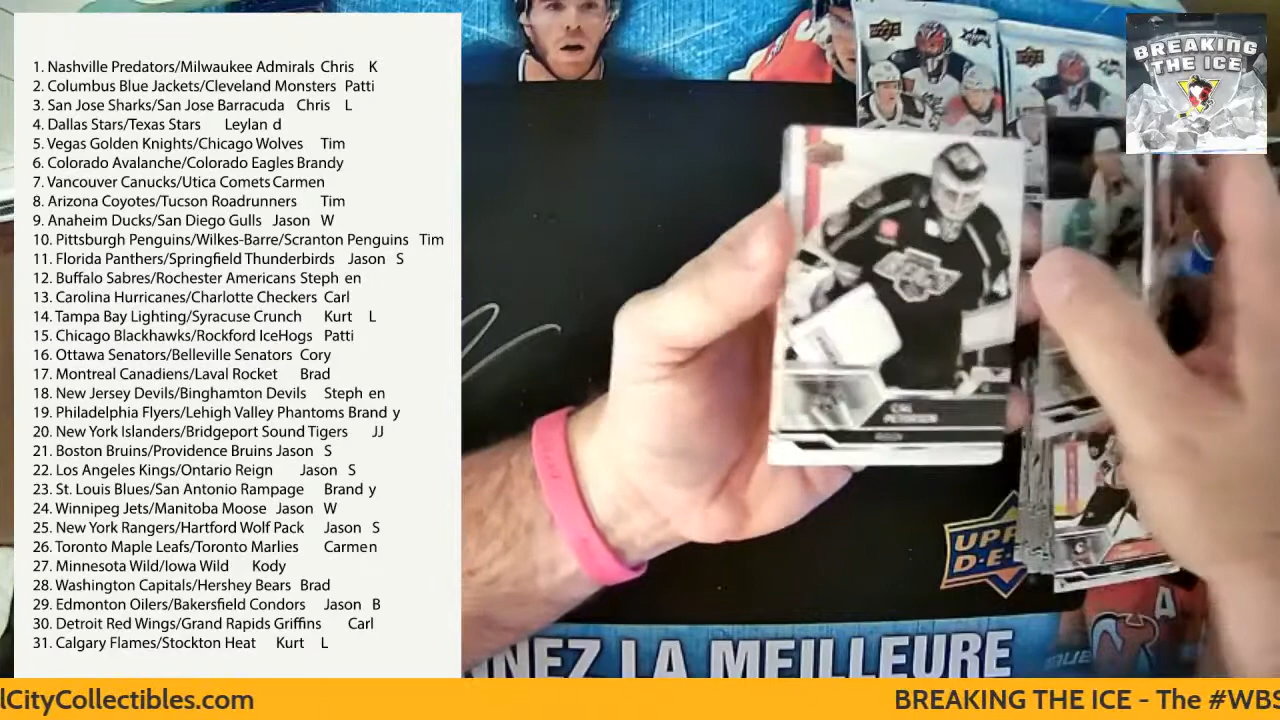 1. Nashville Predators/Milwaukee Admirals Chris K
2. Columbus Blue Jackets/Cleveland Monsters Patti
3. San Jose Sharks/San Jose Barracuda Chris L
4. Dallas Stars/Texas Stars Leylan d
5. Vegas Golden Knights/Chicago Wolves Tim
6. Colorado Avalanche/Colorado Eagles Brandy
7. Vancouver Canucks/Utica Comets Carmen
8. Arizona Coyotes/Tucson Roadrunners Tim
9. Anaheim Ducks/San Diego Gulls Jason W
10. Pittsburgh Penguins/Wilkes-Barre/Scranton Penguins Tim
11. Florida Panthers/Springfield Thunderbirds Jason S
12. Buffalo Sabres/Rochester Americans Steph en
13. Carolina Hurricanes/Charlotte Checkers Carl
14. Tampa Bay Lighting/Syracuse Crunch Kurt L
15. Chicago Blackhawks/Rockford IceHogs Patti
16. Ottawa Senators/Belleville Senators Cory
17. Montreal Canadiens/Laval Rocket Brad
18. New Jersey Devils/Binghamton Devils Steph en
19. Philadelphia Flyers/Lehigh Valley Phantoms Brand y
20. New York Islanders/Bridgeport Sound Tigers JJ
21. Boston Bruins/Providence Bruins Jason S
22. Los Angeles Kings/Ontario Reign Jason S
23. St. Louis Blues/San Antonio Rampage Brand y
24. Winnipeg Jets/Manitoba Moose Jason W
25. New York Rangers/Hartford Wolf Pack Jason S
26. Toronto Maple Leafs/Toronto Marlies Carmen
27. Minnesota Wild/Iowa Wild Kody
28. Washington Capitals/Hershey Bears Brad
29. Edmonton Oilers/Bakersfield Condors Jason B
30. Detroit Red Wings/Grand Rapids Griffins Carl
31. Calgary Flames/Stockton Heat Kurt L
BREAKING
THE ICE
CAL
PETERSEN
UPP
D·E
A
NEZ LA MEILLEURE
lCityCollectibles.com
BREAKING THE ICE - The #WBS